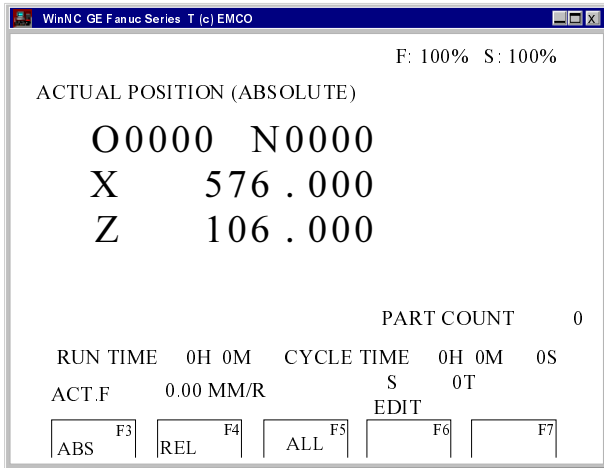 WinNC GE Fanuc Series T (c) EMCO
F: 100% S: 100%
ACTUAL POSITION (ABSOLUTE)
O0000 N0000
X 576.000
Z 106.000
PART COUNT 0
RUN TIME 0H 0M CYCLE TIME 0H 0M 0S
ACT.F 0.00 MM/R S 0T
EDIT
F3 F4 F5 F6 F7
ABS REL ALL